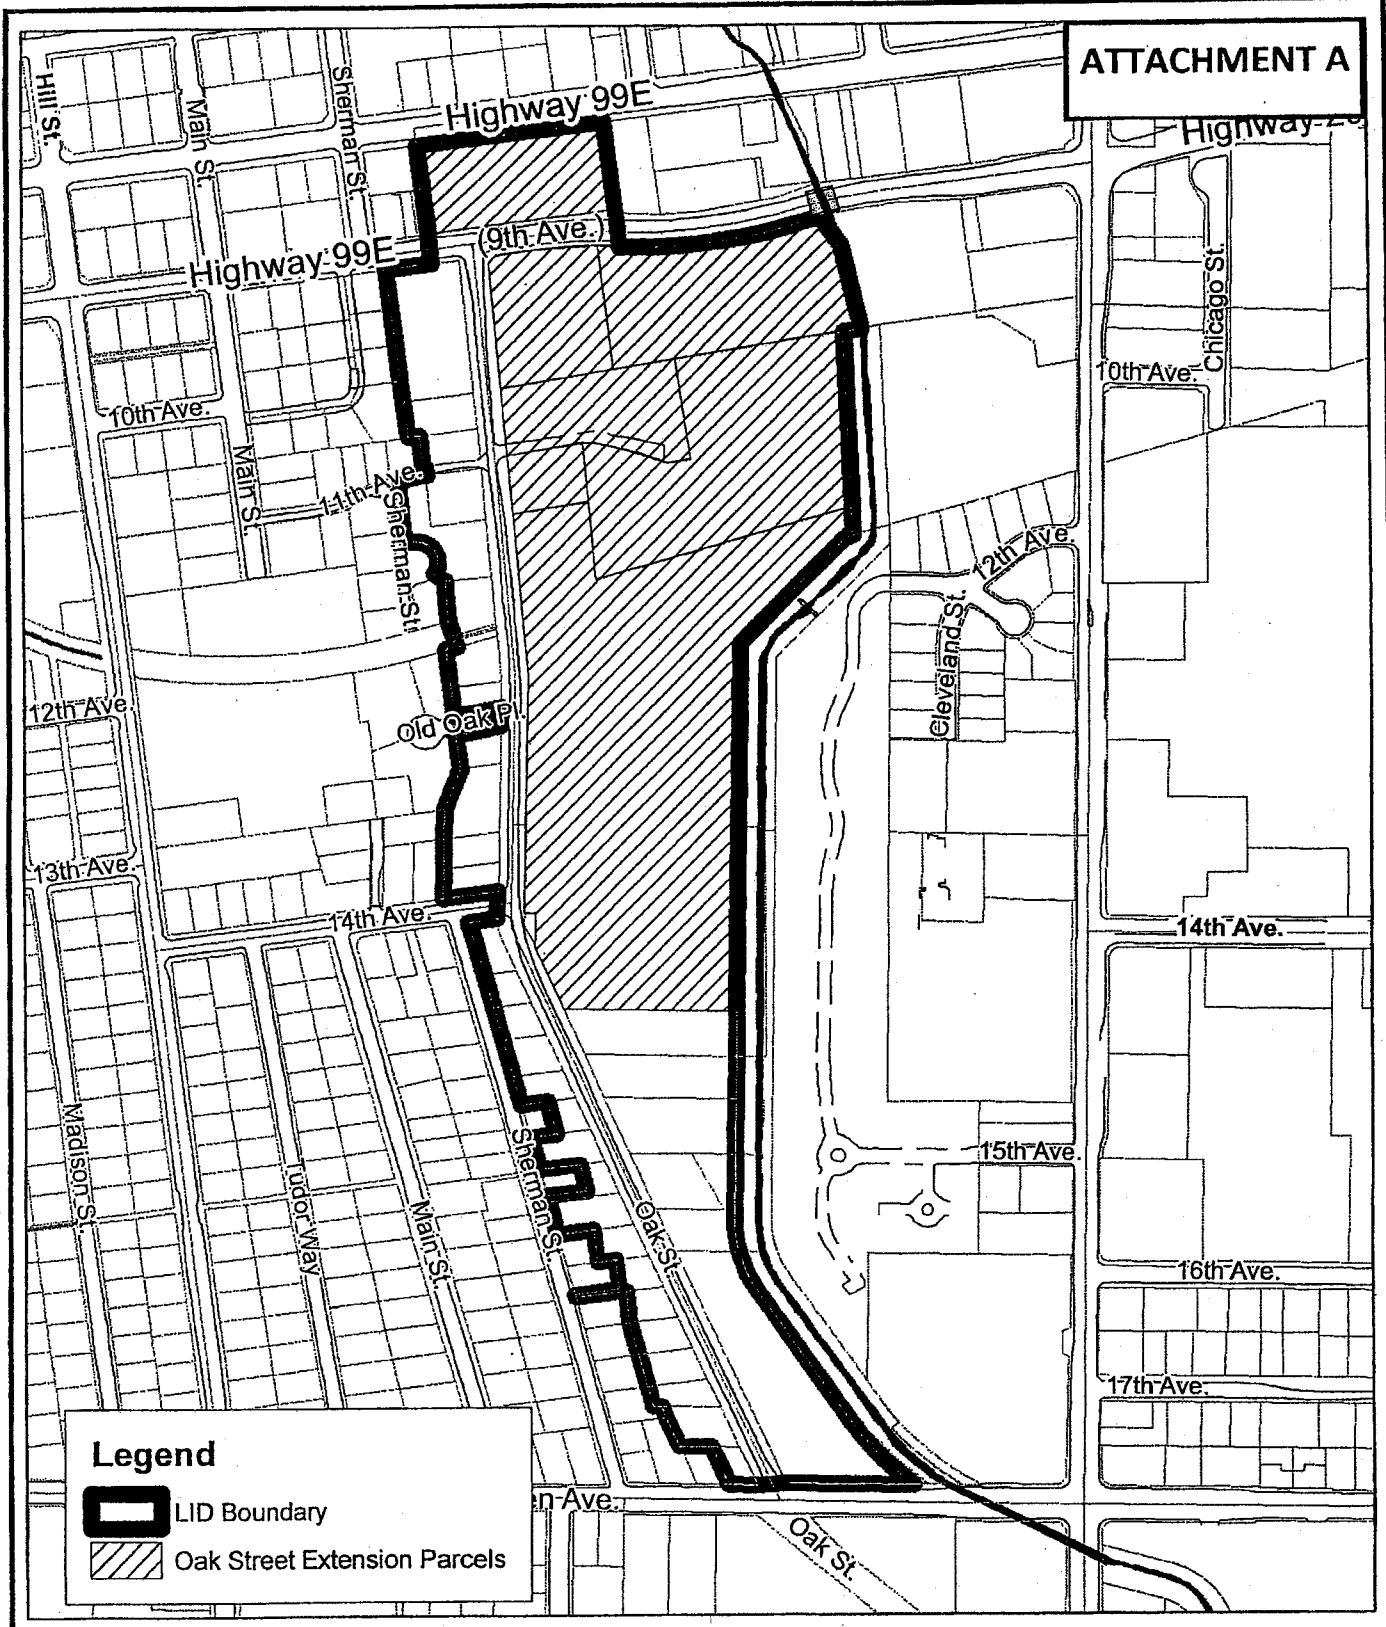 ATTACHMENT A
Hill St.
Main St.
Sherman St.
Highway 99E
Highway 20
Highway 99E
(9th Ave.)
Chicago St.
10th Ave.
10th Ave.
Main St.
11th Ave.
Sherman St.
12th Ave.
Cleveland St.
12th Ave.
Old Oak Pl.
13th Ave.
14th Ave.
14th Ave.
Madison St.
Tudor Way
Main St.
Sherman St.
Oak St.
15th Ave.
16th Ave.
17th Ave.
Legend
LID Boundary
Oak Street Extension Parcels
en Ave.
Oak St.